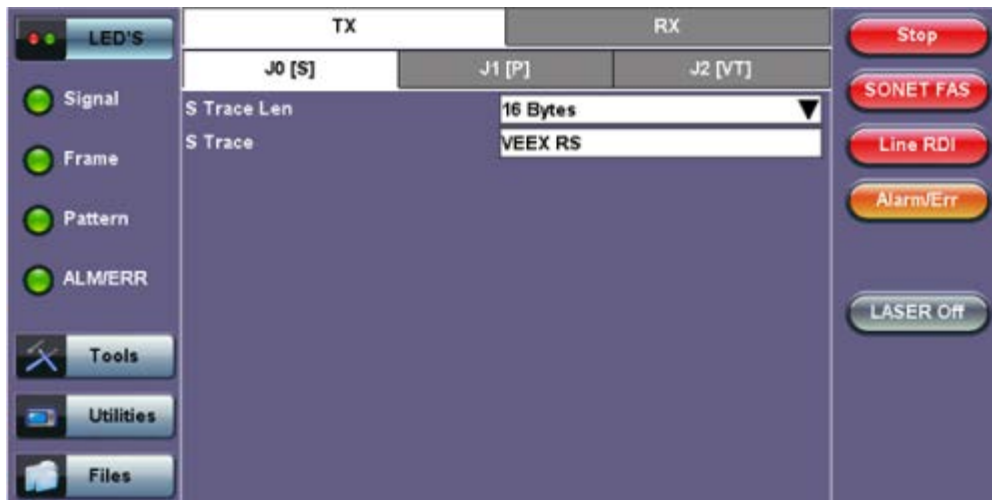 LED'S
Signal
Frame
Pattern
ALM/ERR
Tools
Utilities
Files
TX
RX
J0 [S]
J1 [P]
J2 [VT]
S Trace Len
16 Bytes
S Trace
VEEX RS
Stop
SONET FAS
Line RDI
Alarm/Err
LASER Off